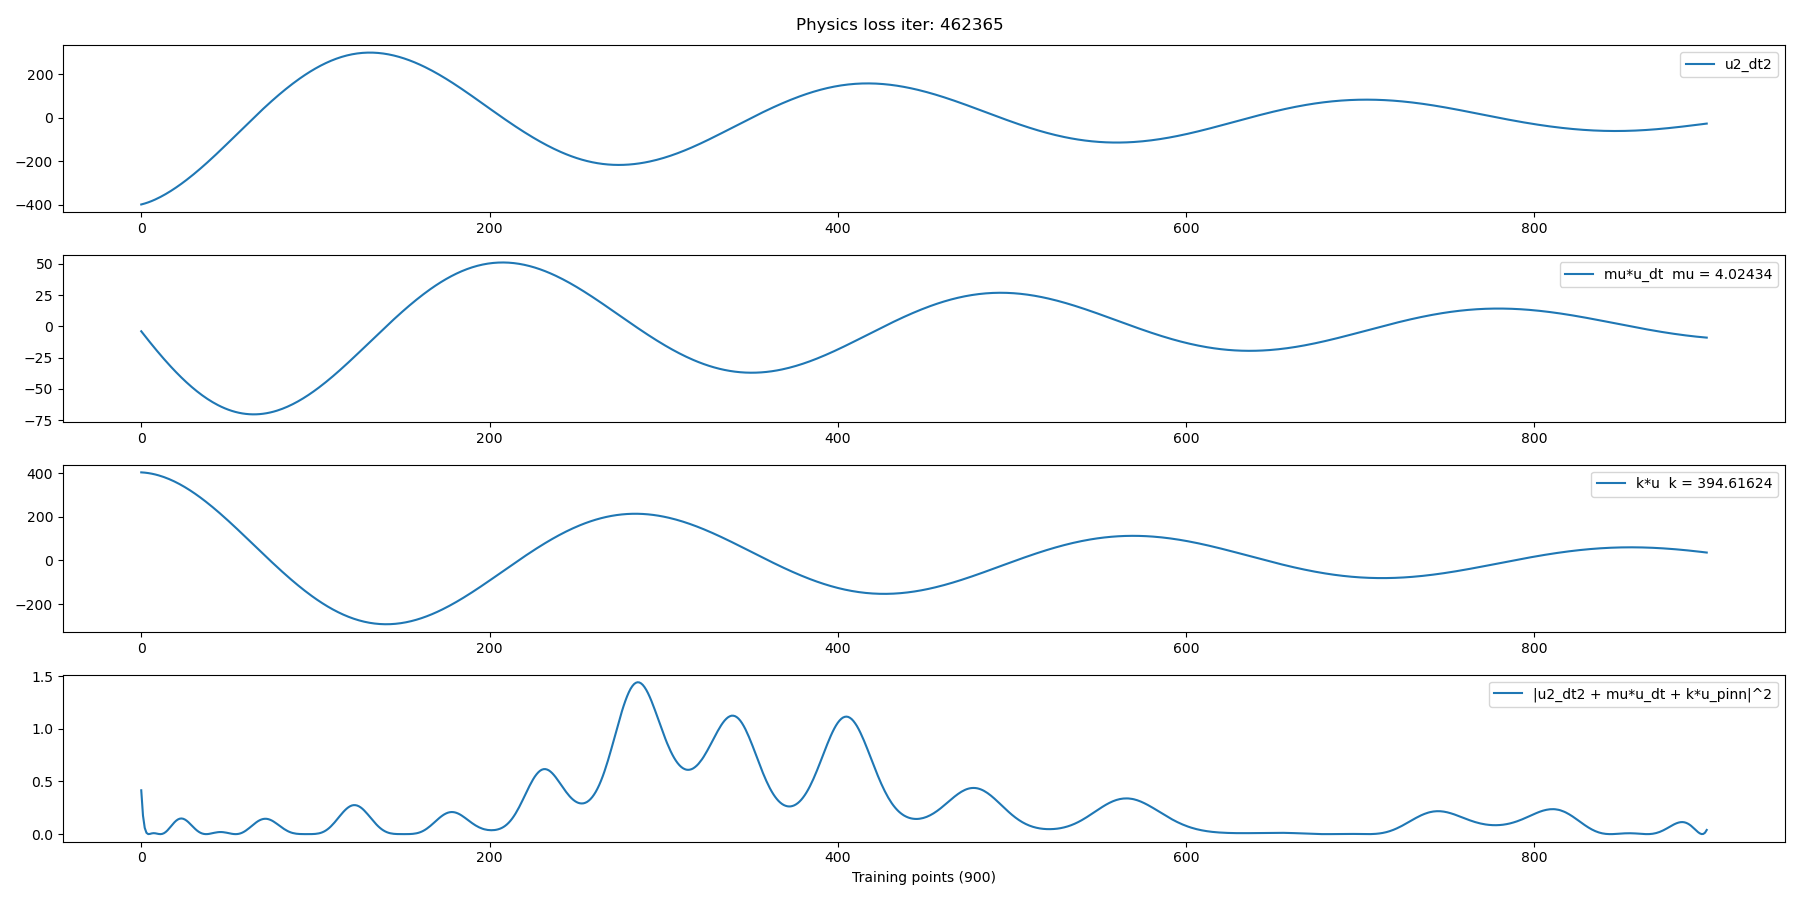 Physics loss iter: 462365
u2_dt2
200
0
−200
−400
0 200 400 600 800
mu*u_dt  mu = 4.02434
50
25
0
−25
−50
−75
0 200 400 600 800
k*u  k = 394.61624
400
200
0
−200
0 200 400 600 800
|u2_dt2 + mu*u_dt + k*u_pinn|^2
1.5
1.0
0.5
0.0
0 200 400 600 800
Training points (900)